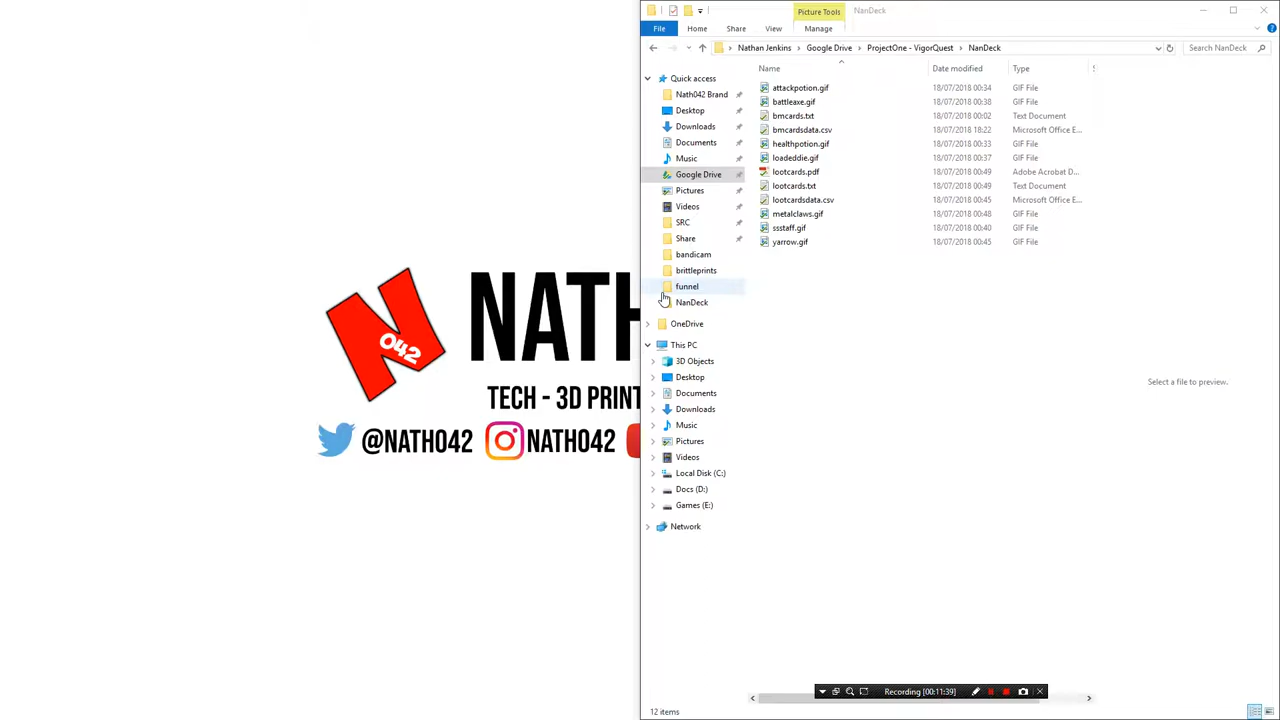 Picture Tools NanDeck
File Home Share View Manage
Nathan Jenkins › Google Drive › ProjectOne - VigorQuest › NanDeck Search NanDeck
Name Date modified Type S
Quick access
Nath042 Brand
Desktop
Downloads
Documents
Music
Google Drive
Pictures
Videos
SRC
Share
bandicam
brittleprints
funnel
NanDeck
OneDrive
This PC
3D Objects
Desktop
Documents
Downloads
Music
Pictures
Videos
Local Disk (C:)
Docs (D:)
Games (E:)
Network
attackpotion.gif 18/07/2018 00:34 GIF File
battleaxe.gif 18/07/2018 00:38 GIF File
bmcards.txt 18/07/2018 00:02 Text Document
bmcardsdata.csv 18/07/2018 18:22 Microsoft Office E...
healthpotion.gif 18/07/2018 00:33 GIF File
loadeddie.gif 18/07/2018 00:37 GIF File
lootcards.pdf 18/07/2018 00:49 Adobe Acrobat D...
lootcards.txt 18/07/2018 00:49 Text Document
lootcardsdata.csv 18/07/2018 00:45 Microsoft Office E...
metalclaws.gif 18/07/2018 00:48 GIF File
ssstaff.gif 18/07/2018 00:40 GIF File
yarrow.gif 18/07/2018 00:45 GIF File
Select a file to preview.
N
042
NATH
TECH - 3D PRINT
@NATH042 NATH042
Recording [00:11:39]
12 items